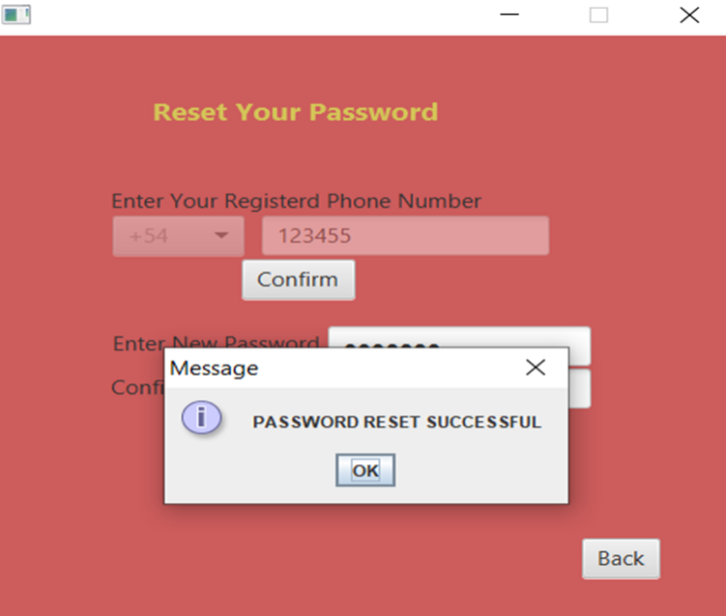 Reset Your Password
Enter Your Registerd Phone Number
+54 123455
Confirm
Enter New Password
Message
PASSWORD RESET SUCCESSFUL
OK
Back